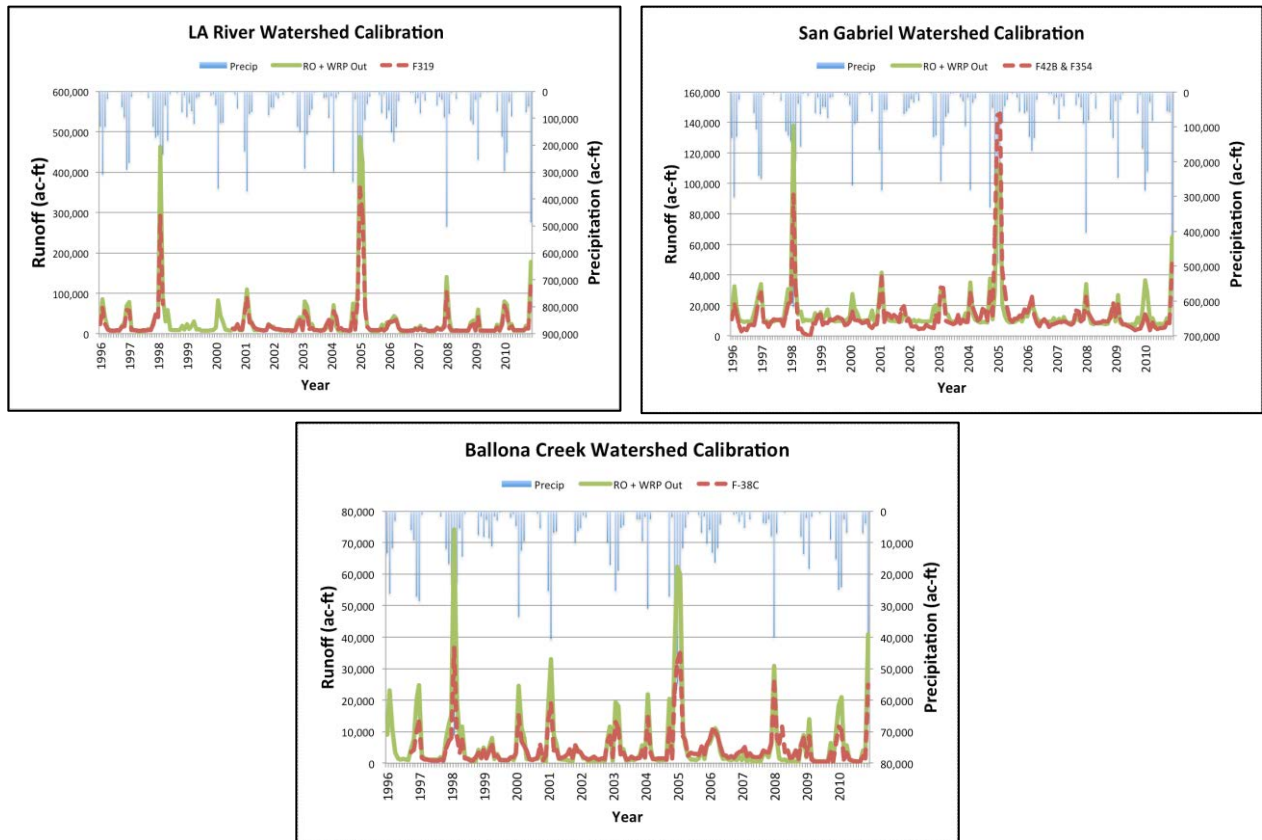 LA River Watershed Calibration
Precip RO + WRP Out F319
600,000
500,000
400,000
300,000
200,000
100,000
0
Runoff (ac-ft)
0
100,000
200,000
300,000
400,000
500,000
600,000
700,000
800,000
900,000
Precipitation (ac-ft)
1996 1997 1998 1999 2000 2001 2002 2003 2004 2005 2006 2007 2008 2009 2010
Year
San Gabriel Watershed Calibration
Precip RO + WRP Out F42B & F354
160,000
140,000
120,000
100,000
80,000
60,000
40,000
20,000
0
Runoff (ac-ft)
0
100,000
200,000
300,000
400,000
500,000
600,000
700,000
Precipitation (ac-ft)
1996 1997 1998 1999 2000 2001 2002 2003 2004 2005 2006 2007 2008 2009 2010
Year
Ballona Creek Watershed Calibration
Precip RO + WRP Out F-38C
80,000
70,000
60,000
50,000
40,000
30,000
20,000
10,000
0
Runoff (ac-ft)
0
10,000
20,000
30,000
40,000
50,000
60,000
70,000
80,000
Precipitation (ac-ft)
1996 1997 1998 1999 2000 2001 2002 2003 2004 2005 2006 2007 2008 2009 2010
Year